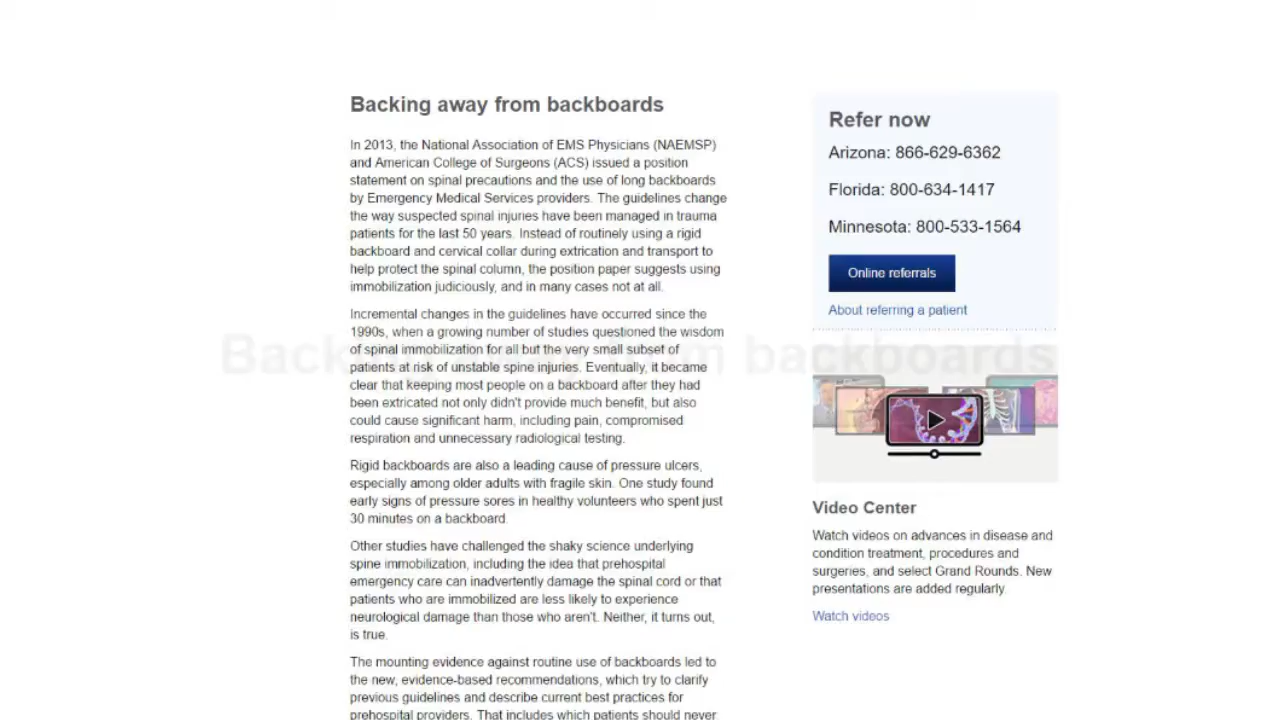 Backing away from backboards
In 2013, the National Association of EMS Physicians (NAEMSP)
and American College of Surgeons (ACS) issued a position
statement on spinal precautions and the use of long backboards
by Emergency Medical Services providers. The guidelines change
the way suspected spinal injuries have been managed in trauma
patients for the last 50 years. Instead of routinely using a rigid
backboard and cervical collar during extrication and transport to
help protect the spinal column, the position paper suggests using
immobilization judiciously, and in many cases not at all.
Incremental changes in the guidelines have occurred since the
1990s, when a growing number of studies questioned the wisdom
of spinal immobilization for all but the very small subset of
patients at risk of unstable spine injuries. Eventually, it became
clear that keeping most people on a backboard after they had
been extricated not only didn't provide much benefit, but also
could cause significant harm, including pain, compromised
respiration and unnecessary radiological testing.
Rigid backboards are also a leading cause of pressure ulcers,
especially among older adults with fragile skin. One study found
early signs of pressure sores in healthy volunteers who spent just
30 minutes on a backboard.
Other studies have challenged the shaky science underlying
spine immobilization, including the idea that prehospital
emergency care can inadvertently damage the spinal cord or that
patients who are immobilized are less likely to experience
neurological damage than those who aren't. Neither, it turns out,
is true.
The mounting evidence against routine use of backboards led to
the new, evidence-based recommendations, which try to clarify
previous guidelines and describe current best practices for
prehospital providers. That includes which patients should never
Refer now
Arizona: 866-629-6362
Florida: 800-634-1417
Minnesota: 800-533-1564
Online referrals
About referring a patient
Backing away from backboards
Video Center
Watch videos on advances in disease and
condition treatment, procedures and
surgeries, and select Grand Rounds. New
presentations are added regularly.
Watch videos